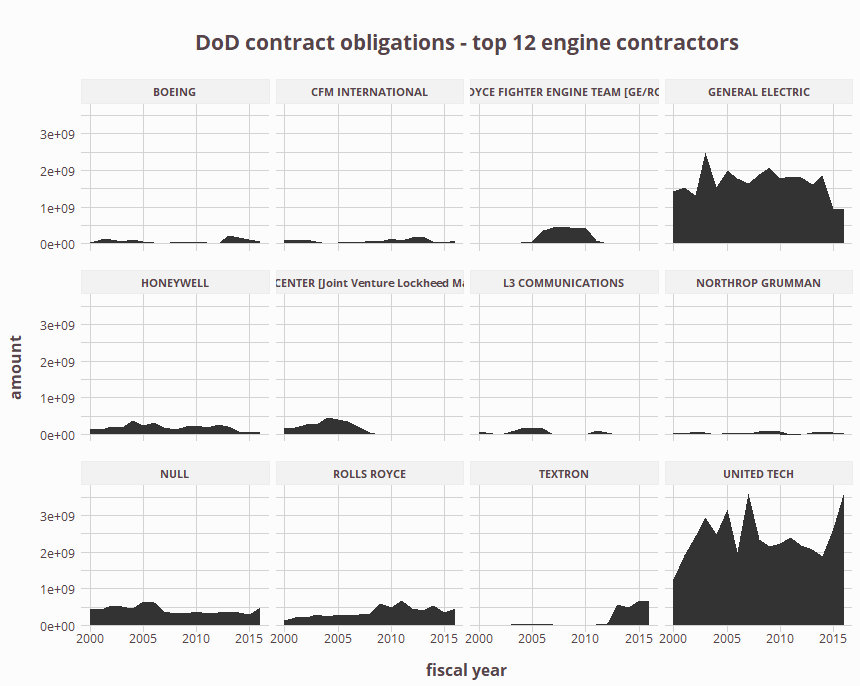 DoD contract obligations - top 12 engine contractors
BOEING
CFM INTERNATIONAL
OYCE FIGHTER ENGINE TEAM [GE/RO
GENERAL ELECTRIC
3e+09
2e+09
1e+09
0e+00
HONEYWELL
CENTER [Joint Venture Lockheed Ma
L3 COMMUNICATIONS
NORTHROP GRUMMAN
3e+09
2e+09
1e+09
0e+00
amount
NULL
ROLLS ROYCE
TEXTRON
UNITED TECH
3e+09
2e+09
1e+09
0e+00
2000 2005 2010 2015 2000 2005 2010 2015 2000 2005 2010 2015 2000 2005 2010 2015
fiscal year